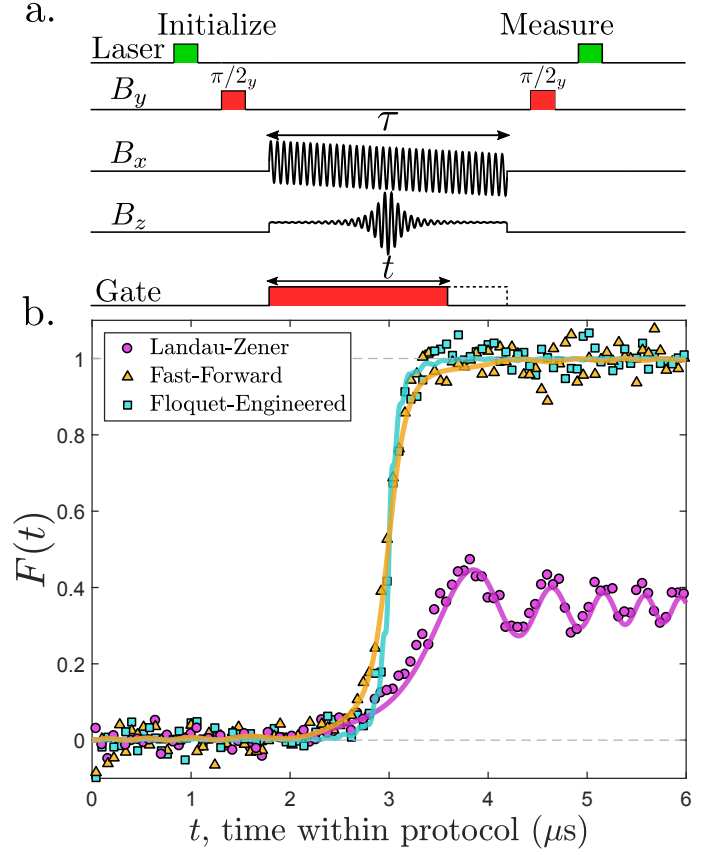 a.
Initialize Measure
Laser
π/2y π/2y
By
τ
Bx
Bz
t
Gate
b.
Landau-Zener
Fast-Forward
Floquet-Engineered
1
0.8
0.6
0.4
0.2
0
F(t)
0 1 2 3 4 5 6
t, time within protocol (μs)